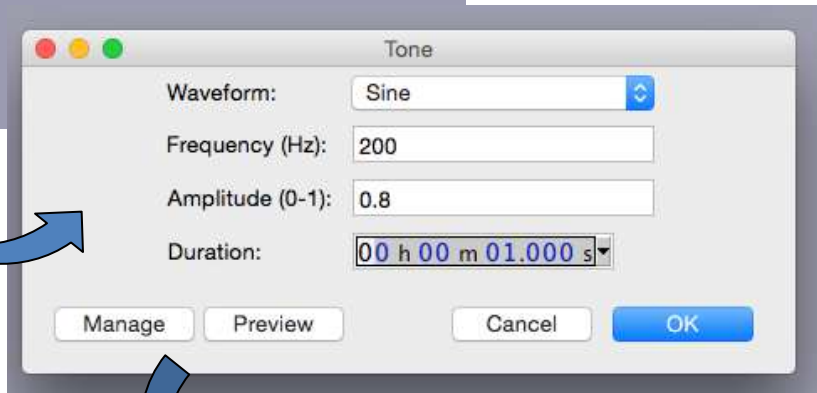 Tone
Waveform: Sine
Frequency (Hz): 200
Amplitude (0-1): 0.8
Duration: 00 h 00 m 01.000 s
Manage Preview Cancel OK